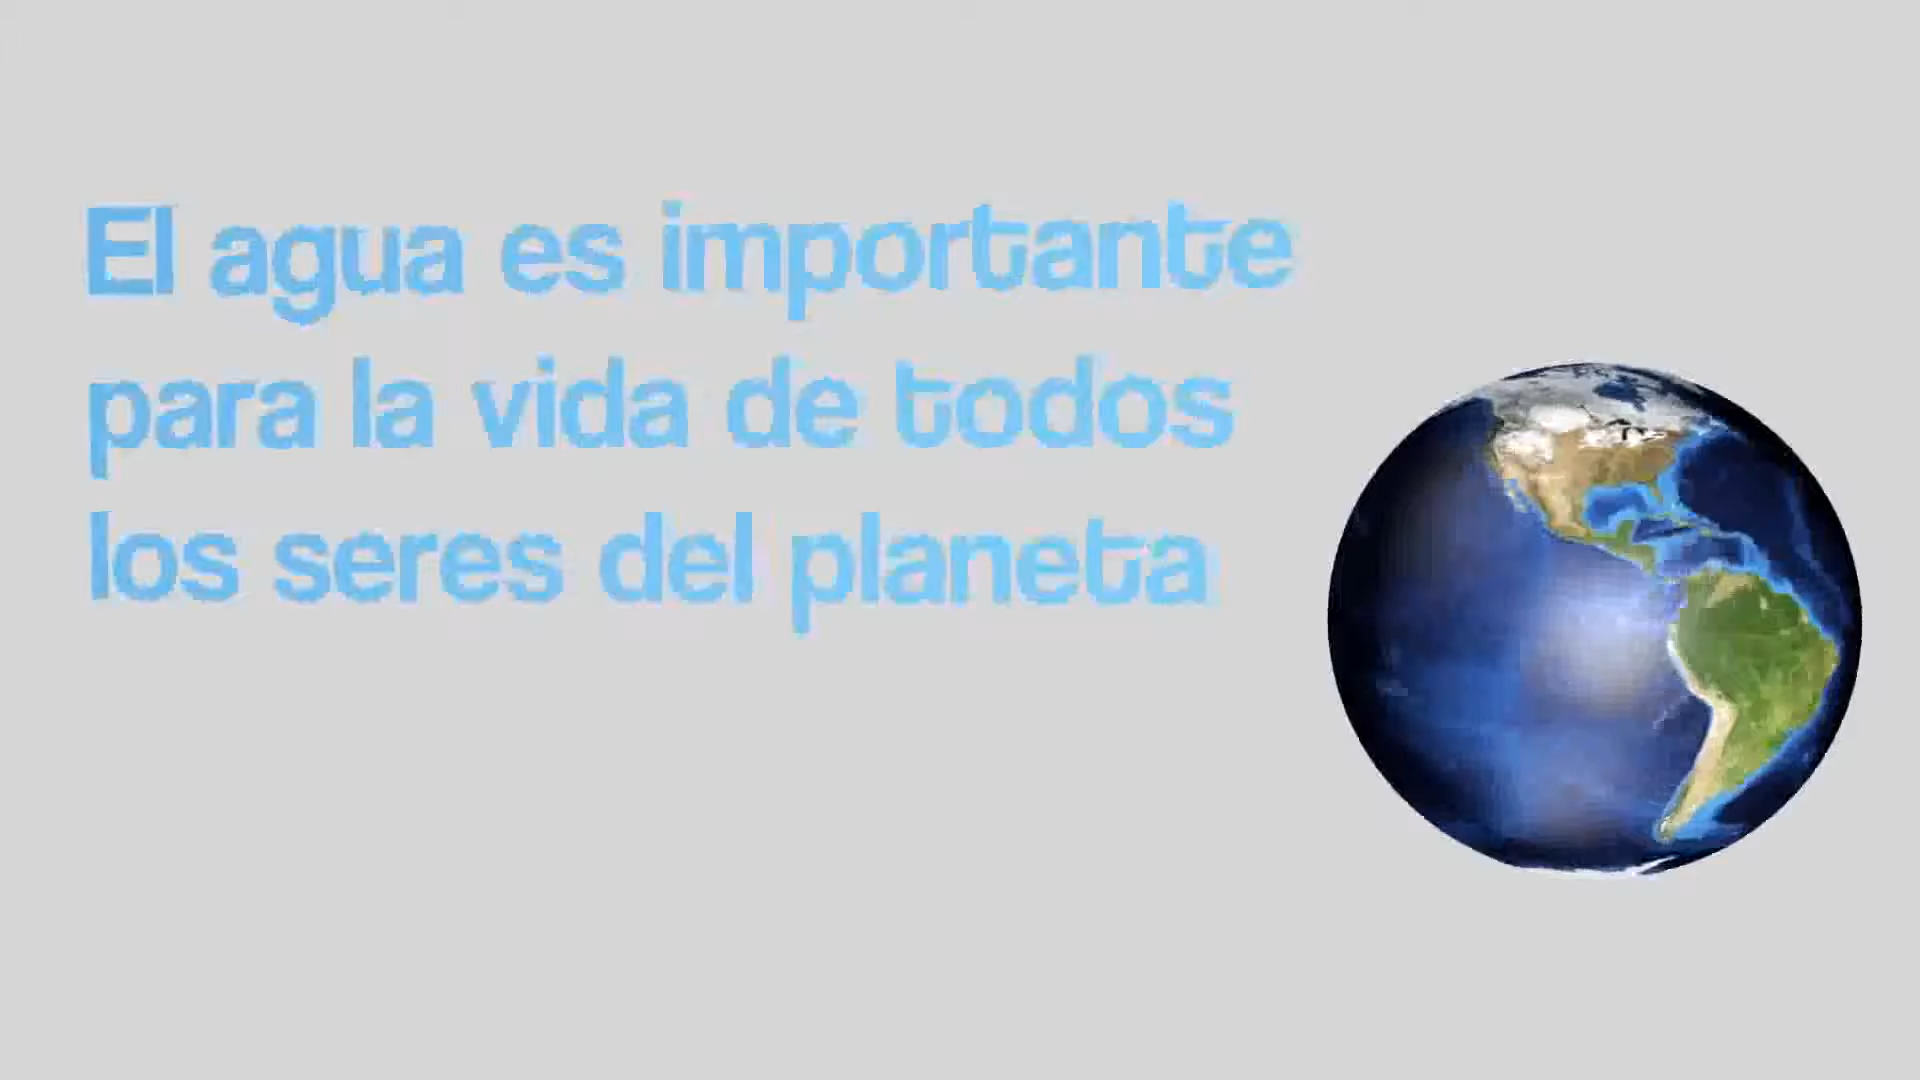 El agua es importante
para la vida de todos
los seres del planeta